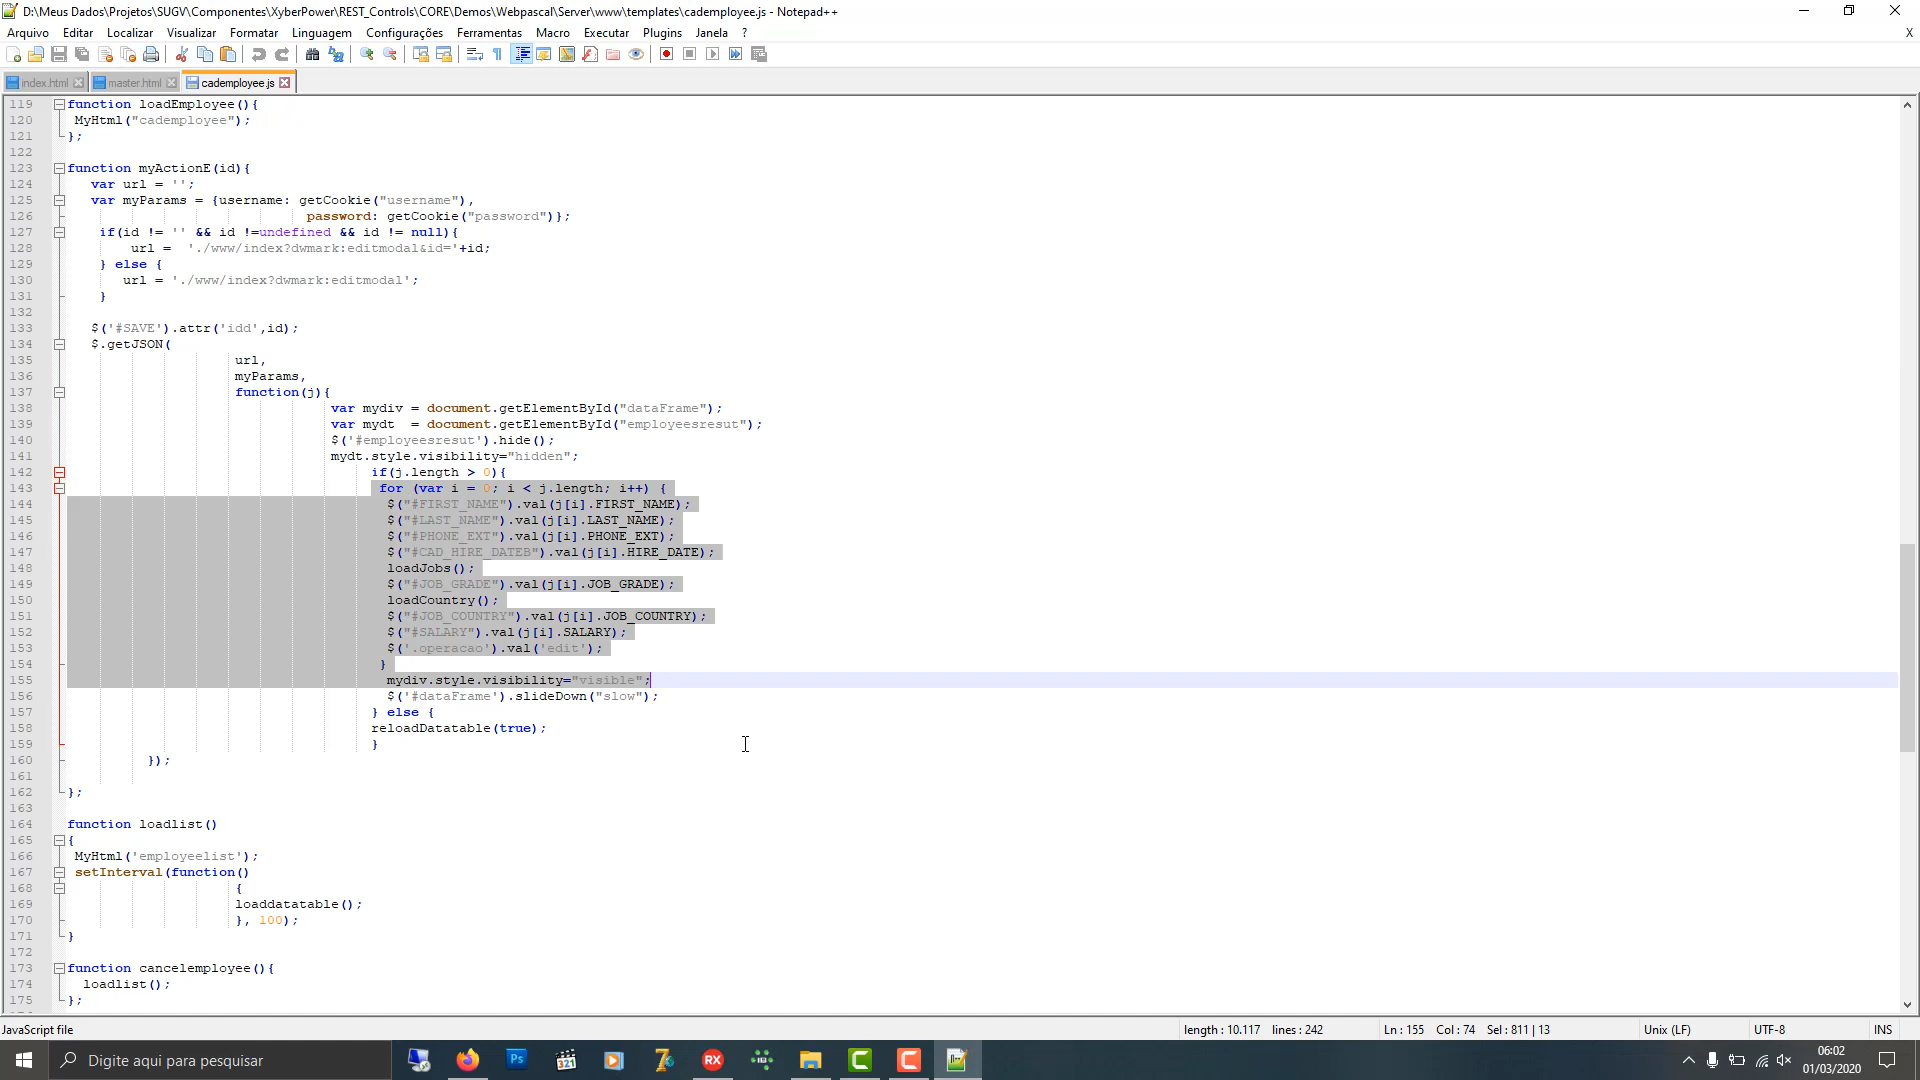 D:\Meus Dados\Projetos\SUGV\Componentes\XyberPower\REST_Controls\CORE\Demos\Webpascal\Server\www\templates\cademployee.js - Notepad++
Arquivo Editar Localizar Visualizar Formatar Linguagem Configurações Ferramentas Macro Executar Plugins Janela ? X
index.html master.html cademployee.js
119 function loadEmployee(){
120 MyHtml("cademployee");
121 };
122
123 function myActionE(id){
124 var url = '';
125 var myParams = {username: getCookie("username"),
126 password: getCookie("password")};
127 if(id != '' && id !=undefined && id != null){
128 url =  './www/index?dwmark:editmodal&id='+id;
129 } else {
130 url = './www/index?dwmark:editmodal';
131 }
132
133 $('#SAVE').attr('idd',id);
134 $.getJSON(
135 url,
136 myParams,
137 function(j){
138 var mydiv = document.getElementById("dataFrame");
139 var mydt  = document.getElementById("employeesresut");
140 $('#employeesresut').hide();
141 mydt.style.visibility="hidden";
142 if(j.length > 0){
143 for (var i = 0; i < j.length; i++) {
144 $("#FIRST_NAME").val(j[i].FIRST_NAME);
145 $("#LAST_NAME").val(j[i].LAST_NAME);
146 $("#PHONE_EXT").val(j[i].PHONE_EXT);
147 $("#CAD_HIRE_DATEB").val(j[i].HIRE_DATE);
148 loadJobs();
149 $("#JOB_GRADE").val(j[i].JOB_GRADE);
150 loadCountry();
151 $("#JOB_COUNTRY").val(j[i].JOB_COUNTRY);
152 $("#SALARY").val(j[i].SALARY);
153 $('.operacao').val('edit');
154 }
155 mydiv.style.visibility="visible";
156 $('#dataFrame').slideDown("slow");
157 } else {
158 reloadDatatable(true);
159 }
160 });
161
162 };
163
164 function loadlist()
165 {
166 MyHtml('employeelist');
167 setInterval(function()
168 {
169 loaddatatable();
170 }, 100);
171 }
172
173 function cancelemployee(){
174 loadlist();
175 };
JavaScript file length : 10.117 lines : 242 Ln : 155 Col : 74 Sel : 811 | 13 Unix (LF) UTF-8 INS
Digite aqui para pesquisar
Ps
321
RX
06:02
01/03/2020